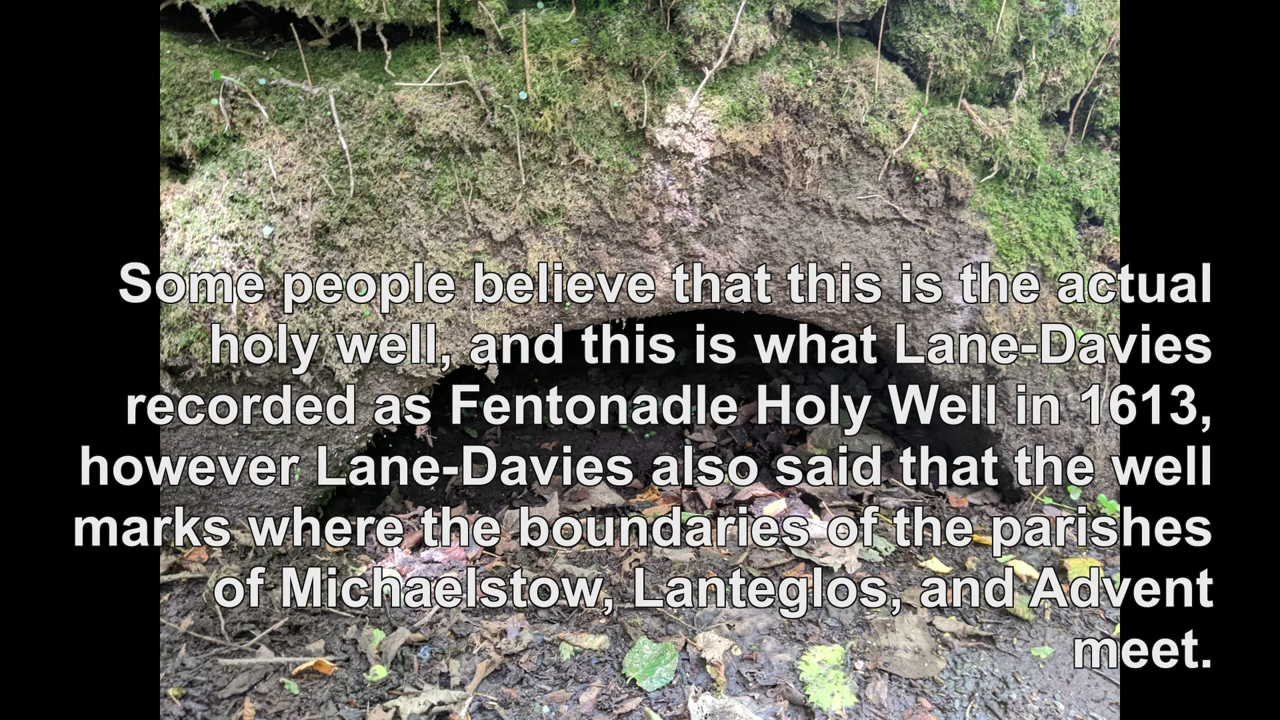 Some people believe that this is the actual
holy well, and this is what Lane-Davies
recorded as Fentonadle Holy Well in 1613,
however Lane-Davies also said that the well
marks where the boundaries of the parishes
of Michaelstow, Lanteglos, and Advent
meet.